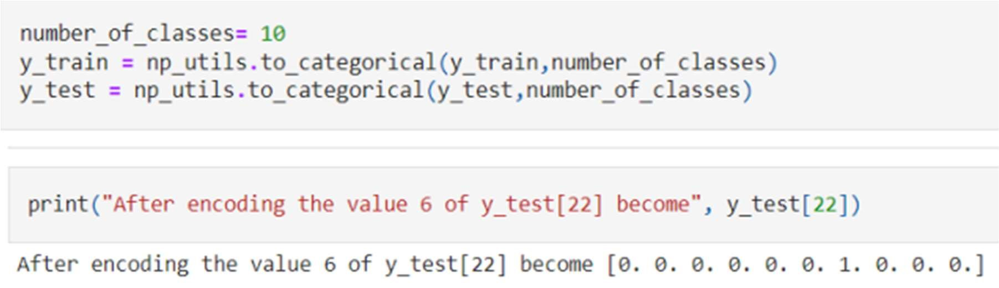 number_of_classes= 10
y_train = np_utils.to_categorical(y_train,number_of_classes)
y_test = np_utils.to_categorical(y_test,number_of_classes)
print("After encoding the value 6 of y_test[22] become", y_test[22])
After encoding the value 6 of y_test[22] become [0. 0. 0. 0. 0. 0. 1. 0. 0. 0.]